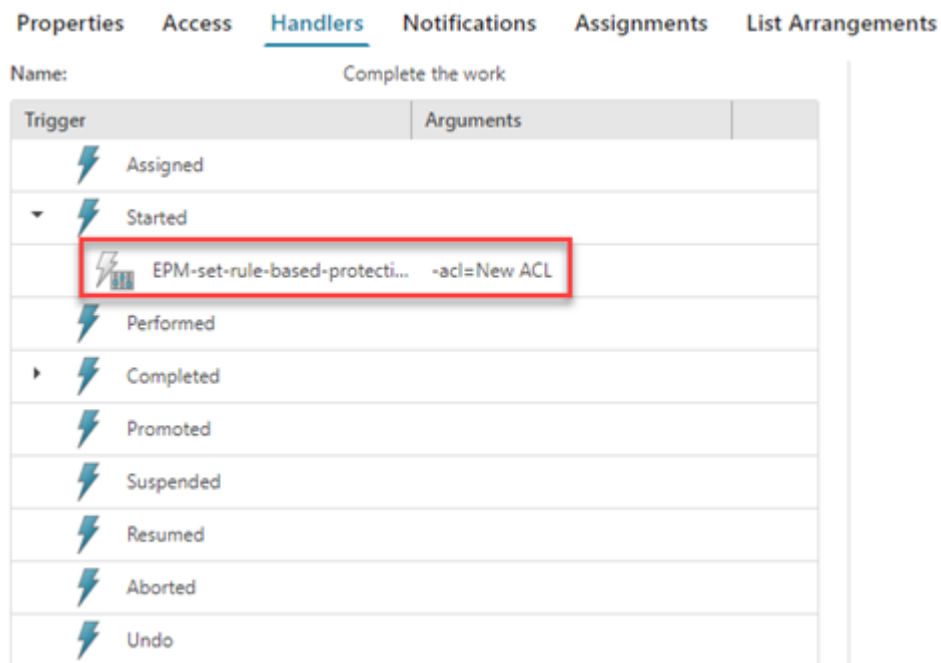 Properties Access Handlers Notifications Assignments List Arrangements
Name: Complete the work
Trigger Arguments
Assigned
Started
EPM-set-rule-based-protecti... -acl=New ACL
Performed
Completed
Promoted
Suspended
Resumed
Aborted
Undo